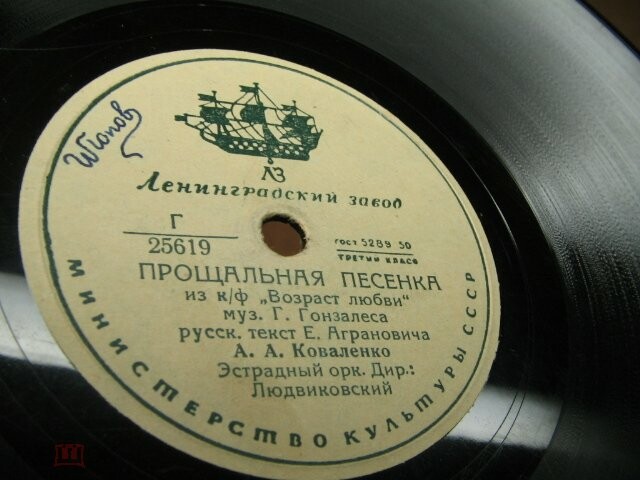 ЛЗ
Ленинградский завод
Г
25619
ГОСТ 5289 50
ТРЕТИЙ КЛАСС
ПРОЩАЛЬНАЯ ПЕСЕНКА
из к/ф „Возраст любви"
муз. Г. Гонзалеса
русск. текст Е. Аграновича
А. А. Коваленко
Эстрадный орк. Дир.:
Людвиковский
МИНИСТЕРСТВО КУЛЬТУРЫ СССР